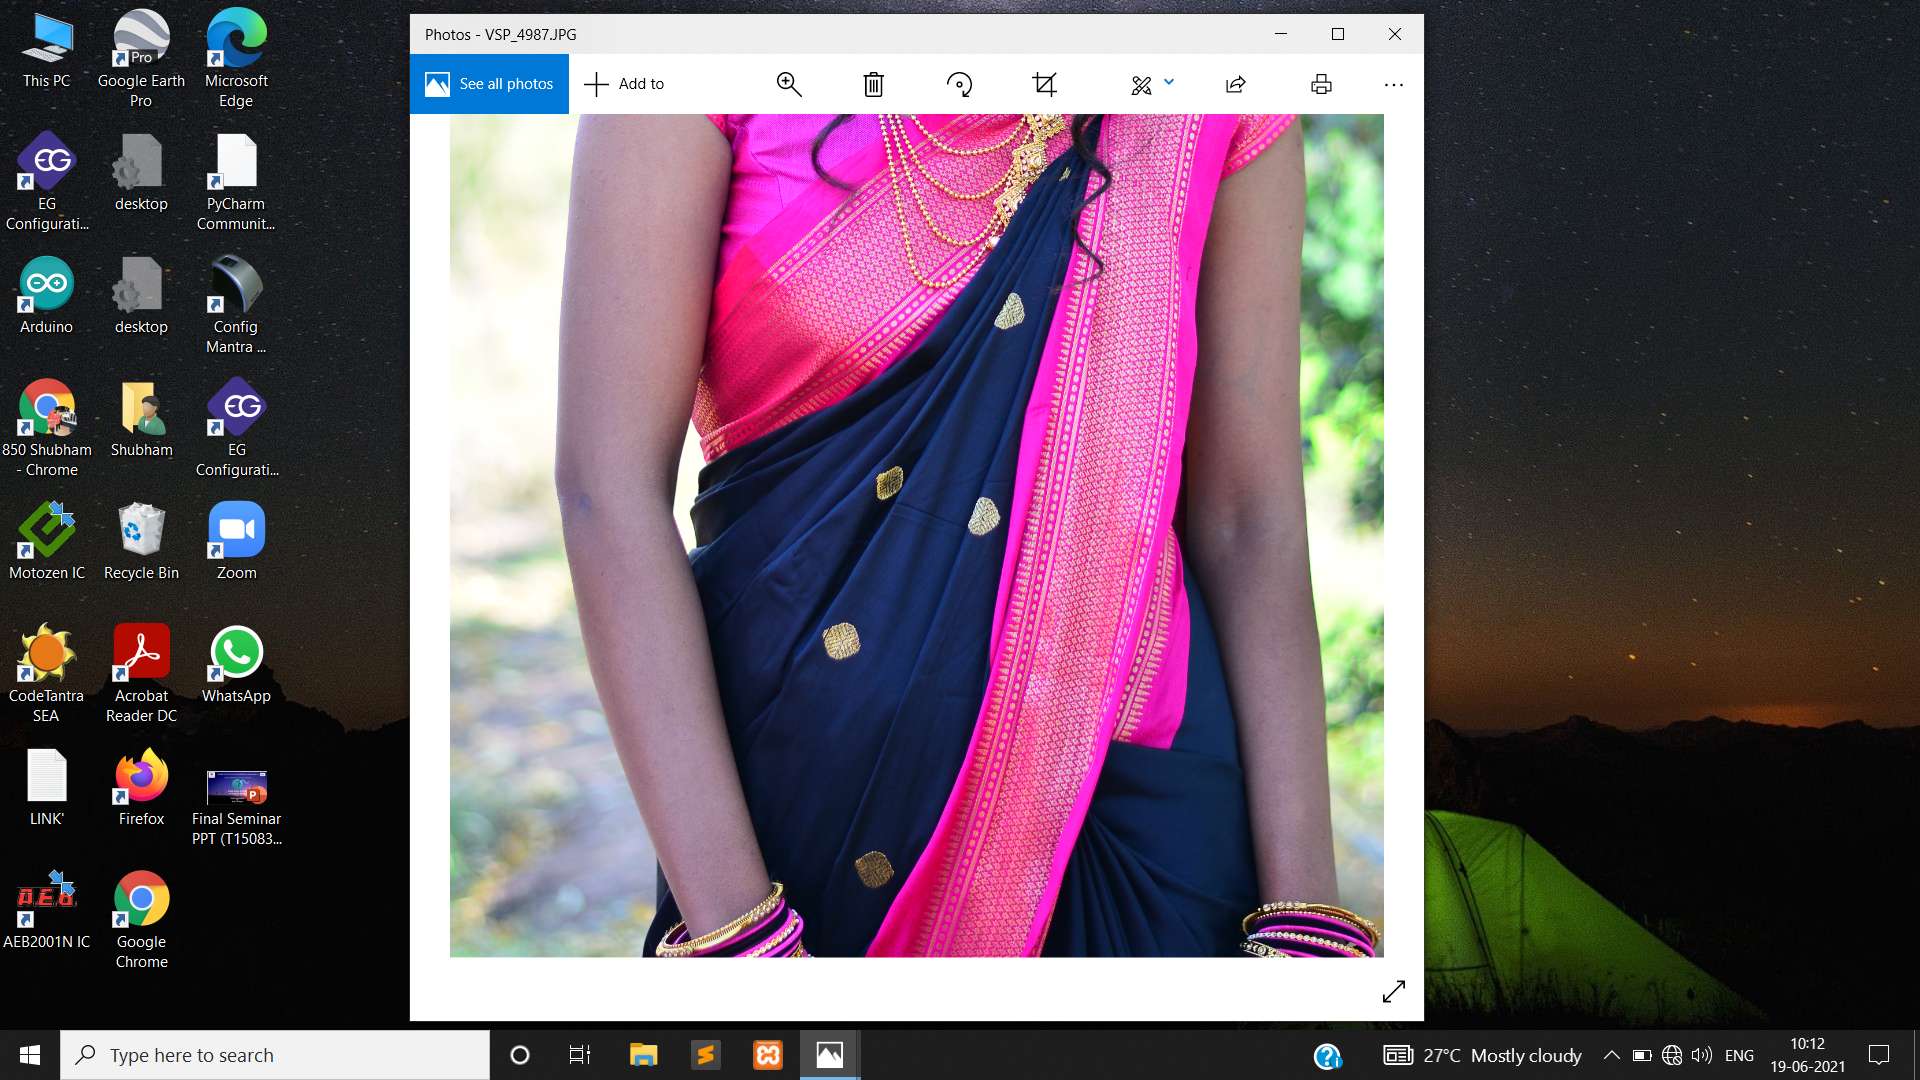 Photos - VSP_4987.JPG
See all photos
Add to
This PC
Pro
Google Earth
Pro
Microsoft
Edge
EG
EG
Configurati...
desktop
PyCharm
Communit...
Arduino
desktop
Config
Mantra ...
850 Shubham
- Chrome
Shubham
EG
EG
Configurati...
Motozen IC
Recycle Bin
Zoom
CodeTantra
SEA
Acrobat
Reader DC
WhatsApp
LINK'
Firefox
P
Final Seminar
PPT (T15083...
A.E.B.
AEB2001N IC
Google
Chrome
Type here to search
27°C Mostly cloudy
ENG
10:12
19-06-2021